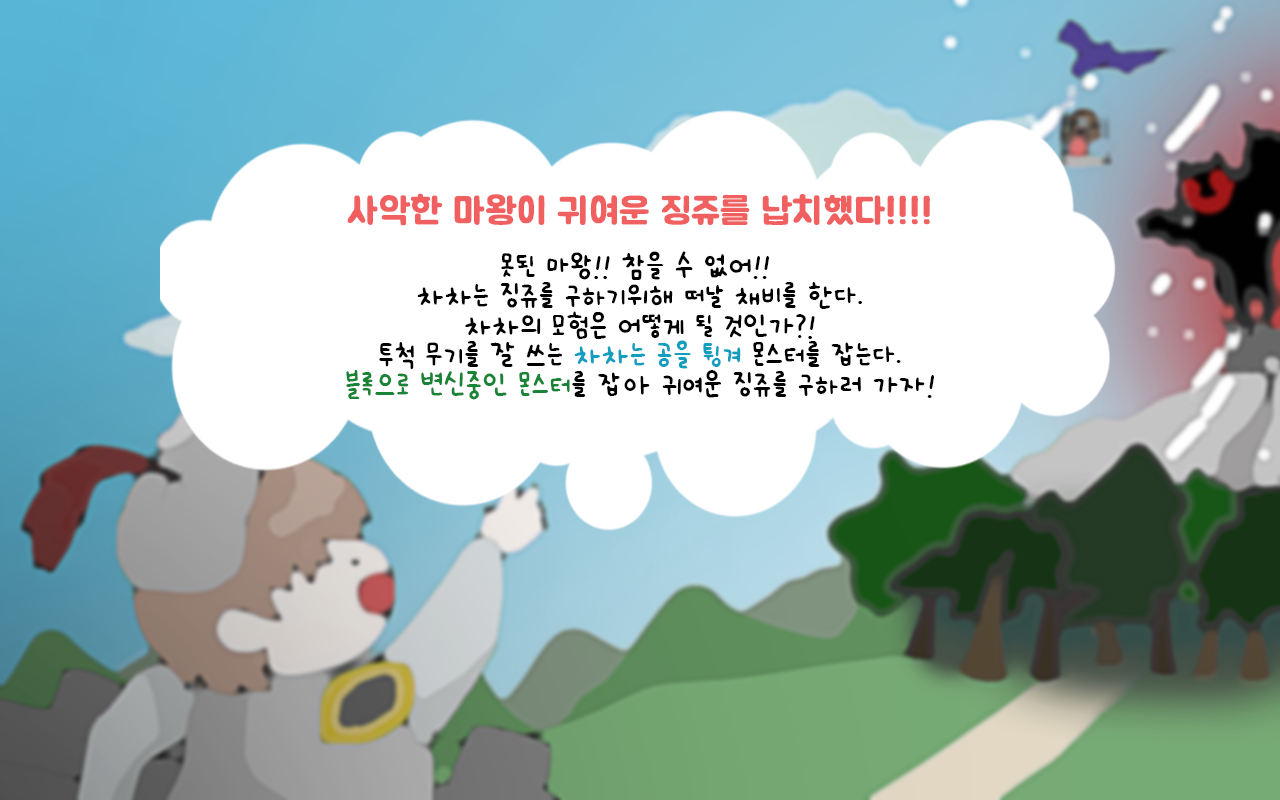 사악한 마왕이 귀여운 징쥬를 납치했다!!!!
못된 마왕!! 참을 수 없어!!
차차는 징쥬를 구하기위해 떠날 채비를 한다.
차차의 모험은 어떻게 될 것인가?!
투척 무기를 잘 쓰는 차차는 공을 튕겨 몬스터를 잡는다.
블록으로 변신중인 몬스터를 잡아 귀여운 징쥬를 구하러 가자!